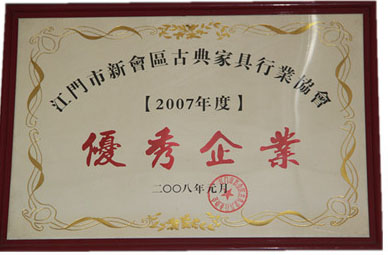 江門市新會區古典家具行業協會
【2007年度】
優秀企業
二〇〇八年元月